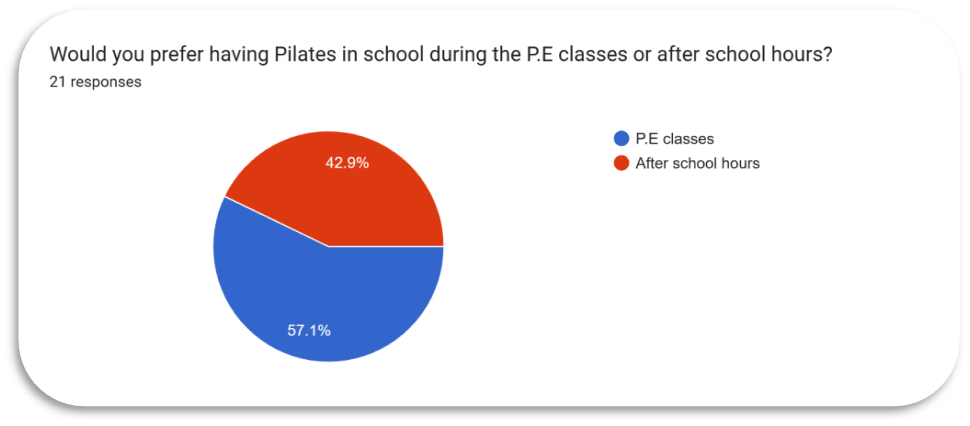 Would you prefer having Pilates in school during the P.E classes or after school hours?
21 responses
P.E classes
After school hours
42.9%
57.1%